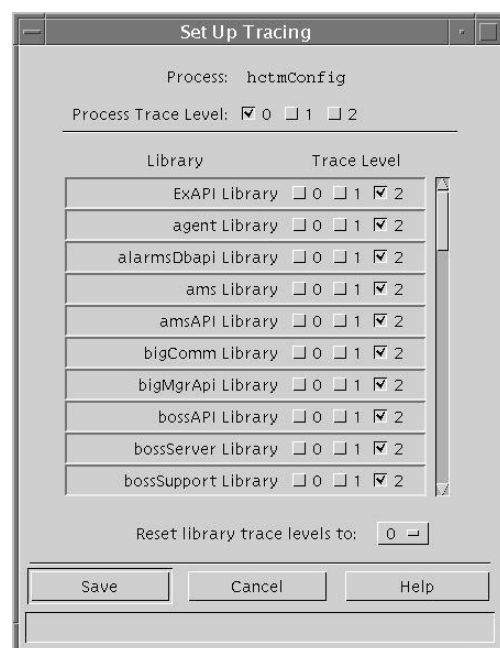 Set Up Tracing
Process: hctmConfig
Process Trace Level: 0 1 2
Library Trace Level
ExAPI Library 0 1 2
agent Library 0 1 2
alarmsDbapi Library 0 1 2
ams Library 0 1 2
amsAPI Library 0 1 2
bigComm Library 0 1 2
bigMgrApi Library 0 1 2
bossAPI Library 0 1 2
bossServer Library 0 1 2
bossSupport Library 0 1 2
Reset library trace levels to: 0
Save Cancel Help